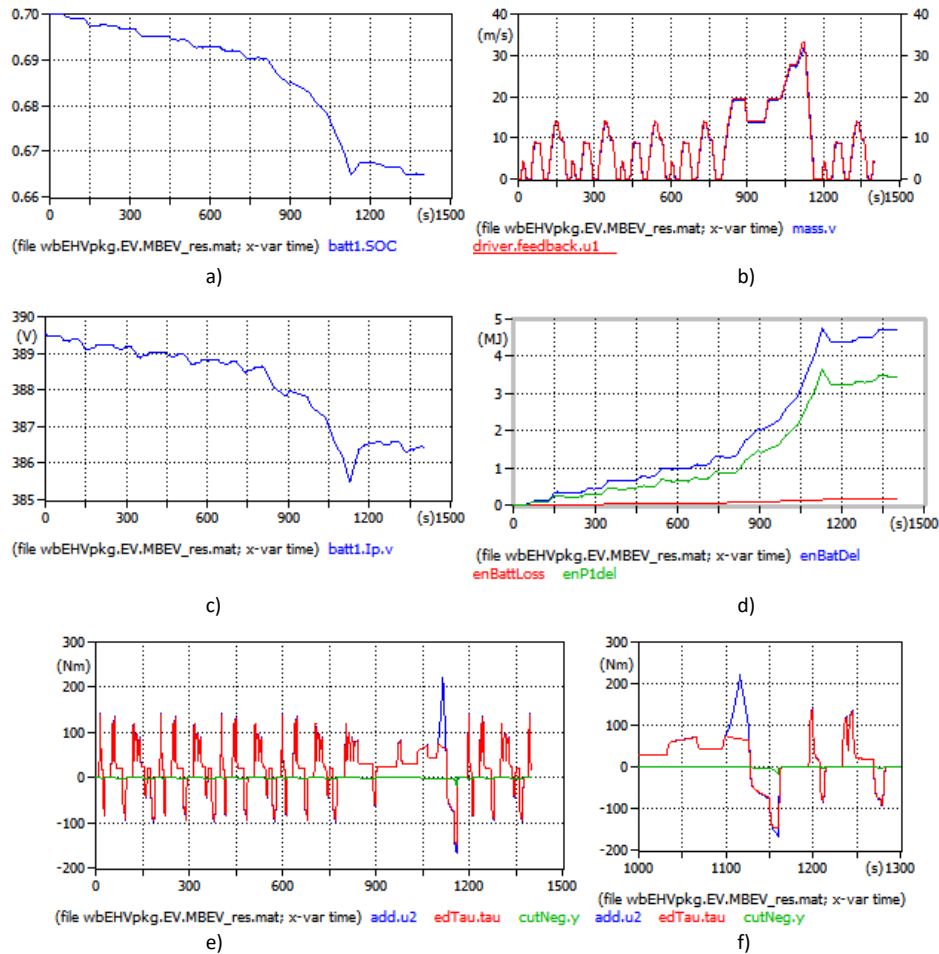 0.70
0.69
0.68
0.67
0.66
0 300 600 900 1200 (s)1500
(file wbEHVpkg.EV.MBEV_res.mat; x-var time) batt1.SOC
a)
40
(m/s)
30
20
10
0
40
30
20
10
0
0 300 600 900 1200 (s)1500
(file wbEHVpkg.EV.MBEV_res.mat; x-var time) mass.v
driver.feedback.u1
b)
390
(V)
389
388
387
386
385
0 300 600 900 1200 (s)1500
(file wbEHVpkg.EV.MBEV_res.mat; x-var time) batt1.Ip.v
c)
5
(MJ)
4
3
2
1
0
0 300 600 900 1200 (s)1500
(file wbEHVpkg.EV.MBEV_res.mat; x-var time) enBatDel
enBattLoss enP1del
d)
300
(Nm)
200
100
0
-100
-200
0 300 600 900 1200 1500
(file wbEHVpkg.EV.MBEV_res.mat; x-var time) add.u2 edTau.tau cutNeg.y
e)
300
(Nm)
200
100
0
-100
-200
1000 1100 1200 (s)1300
(file wbEHVpkg.EV.MBEV_res.mat; x-var time)
add.u2 edTau.tau cutNeg.y
f)